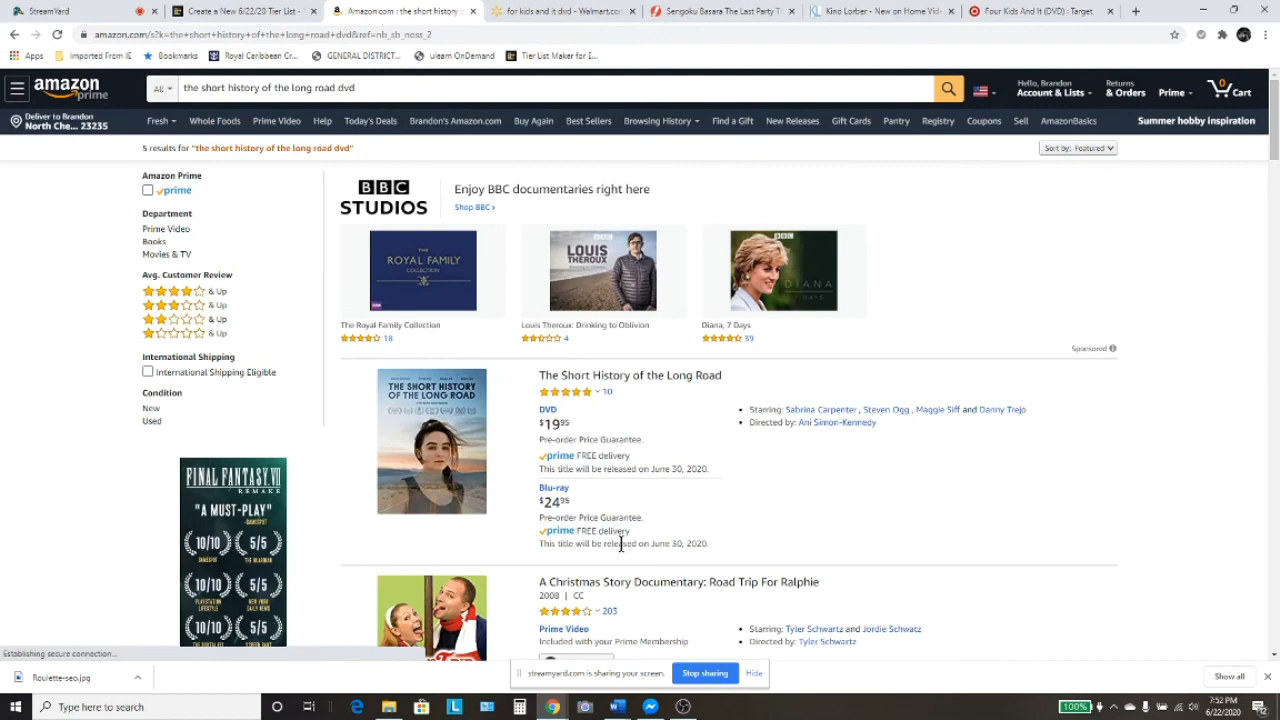 StreamYard
Create a New 6/22/20 Tier List -
Amazon.com : the short history of
for kids and it dvd - Walmart.com
Sengoku Basara The Last Party T
Kino Lorber - New on Home Vide
Four Kids And It (DVD) : Target
amazon.com/s?k=the+short+history+of+the+long+road+dvd&ref=nb_sb_noss_2
Apps
Imported From IE
Bookmarks
Royal Caribbean Cr...
GENERAL DISTRICT...
ulearn OnDemand
Tier List Maker for E...
amazon prime
All
the short history of the long road dvd
Hello, Brandon
Account & Lists
Returns
& Orders
Prime
0
Cart
Deliver to Brandon
North Che... 23235
Fresh
Whole Foods
Prime Video
Help
Today's Deals
Brandon's Amazon.com
Buy Again
Best Sellers
Browsing History
Find a Gift
New Releases
Gift Cards
Pantry
Registry
Coupons
Sell
AmazonBasics
Summer hobby inspiration
5 results for "the short history of the long road dvd"
Sort by: Featured
Amazon Prime
prime
Department
Prime Video
Books
Movies & TV
Avg. Customer Review
& Up
& Up
& Up
& Up
International Shipping
International Shipping Eligible
Condition
New
Used
BBC
STUDIOS
Enjoy BBC documentaries right here
Shop BBC ›
THE
ROYAL FAMILY
COLLECTION
BBC
LOUIS
THEROUX
BBC
DIANA
DAYS
The Royal Family Collection
18
Louis Theroux: Drinking to Oblivion
4
Diana, 7 Days
39
Sponsored
THE SHORT HISTORY
OF THE LONG ROAD
The Short History of the Long Road
10
DVD
$19.95
Pre-order Price Guarantee.
prime FREE delivery
This title will be released on June 30, 2020.
Blu-ray
$24.95
Pre-order Price Guarantee.
prime FREE delivery
This title will be released on June 30, 2020.
• Starring: Sabrina Carpenter , Steven Ogg , Maggie Siff and Danny Trejo
• Directed by: Ani Simon-Kennedy
A Christmas Story Documentary: Road Trip For Ralphie
2008 | CC
203
Prime Video
Included with your Prime Membership
• Starring: Tyler Schwartz and Jordie Schwatz
• Directed by: Tyler Schwartz
FINAL FANTASY VII
REMAKE
"A MUST-PLAY"
GAMESPOT
10/10
5/5
10/10
5/5
10/10
5/5
Establishing secure connection...
Roulette-seo.jpg
streamyard.com is sharing your screen.
Stop sharing
Hide
Show all
Type here to search
100%
7:52 PM
6/22/2020